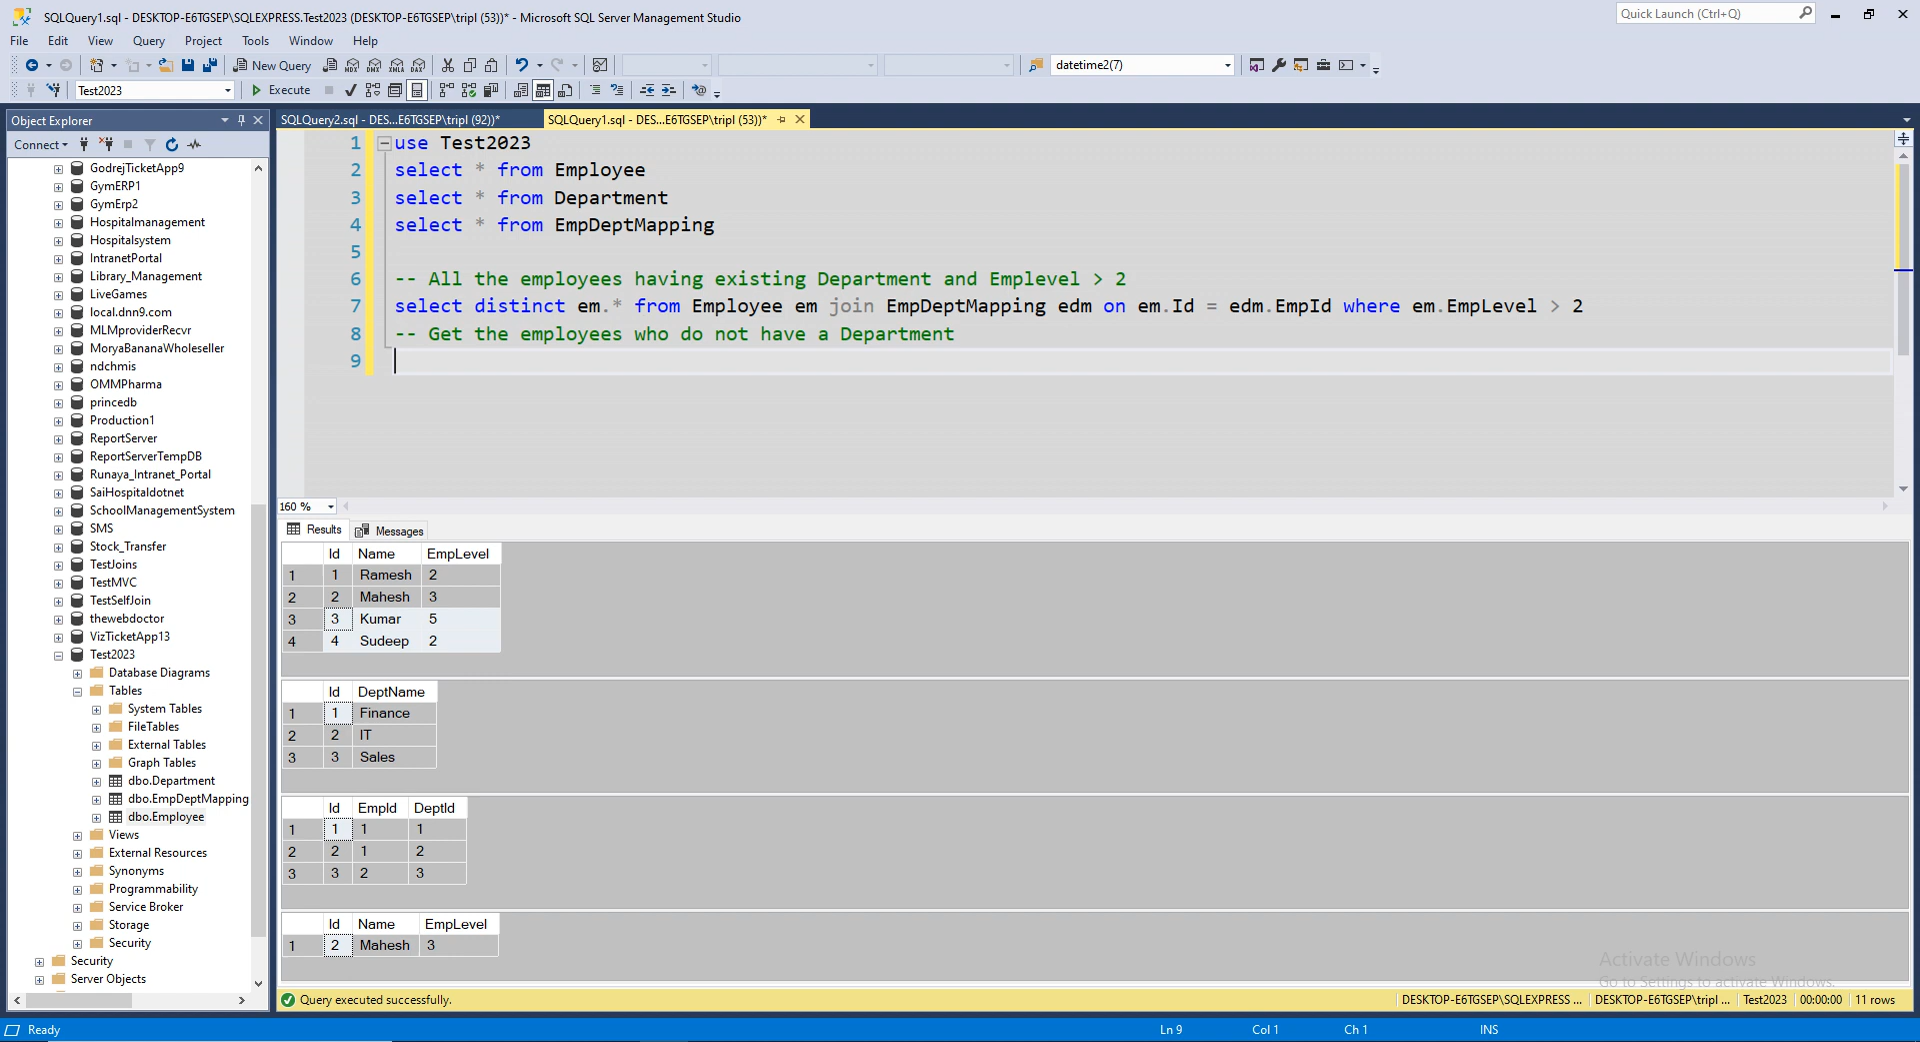 SQLQuery1.sql - DESKTOP-E6TGSEP\SQLEXPRESS.Test2023 (DESKTOP-E6TGSEP\tripl (53))* - Microsoft SQL Server Management Studio
Quick Launch (Ctrl+Q)
File Edit View Query Project Tools Window Help
New Query MDX DMX XMLA DAX datetime2(7)
Test2023 Execute
Object Explorer
SQLQuery2.sql - DES...E6TGSEP\tripl (92))* SQLQuery1.sql - DES...E6TGSEP\tripl (53))*
Connect
GodrejTicketApp9
GymERP1
GymErp2
Hospitalmanagement
Hospitalsystem
IntranetPortal
Library_Management
LiveGames
local.dnn9.com
MLMproviderRecvr
MoryaBananaWholeseller
ndchmis
OMMPharma
princedb
Production1
ReportServer
ReportServerTempDB
Runaya_Intranet_Portal
SaiHospitaldotnet
SchoolManagementSystem
SMS
Stock_Transfer
TestJoins
TestMVC
TestSelfJoin
thewebdoctor
VizTicketApp13
Test2023
Database Diagrams
Tables
System Tables
FileTables
External Tables
Graph Tables
dbo.Department
dbo.EmpDeptMapping
dbo.Employee
Views
External Resources
Synonyms
Programmability
Service Broker
Storage
Security
Security
Server Objects
1 use Test2023
2 select * from Employee
3 select * from Department
4 select * from EmpDeptMapping
5
6 -- All the employees having existing Department and Emplevel > 2
7 select distinct em.* from Employee em join EmpDeptMapping edm on em.Id = edm.EmpId where em.EmpLevel > 2
8 -- Get the employees who do not have a Department
9
160 %
Results Messages
Id Name EmpLevel
1 1 Ramesh 2
2 2 Mahesh 3
3 3 Kumar 5
4 4 Sudeep 2
Id DeptName
1 1 Finance
2 2 IT
3 3 Sales
Id EmpId DeptId
1 1 1 1
2 2 1 2
3 3 2 3
Id Name EmpLevel
1 2 Mahesh 3
Activate Windows
Go to Settings to activate Windows.
Query executed successfully. DESKTOP-E6TGSEP\SQLEXPRESS ... DESKTOP-E6TGSEP\tripl ... Test2023 00:00:00 11 rows
Ready Ln 9 Col 1 Ch 1 INS